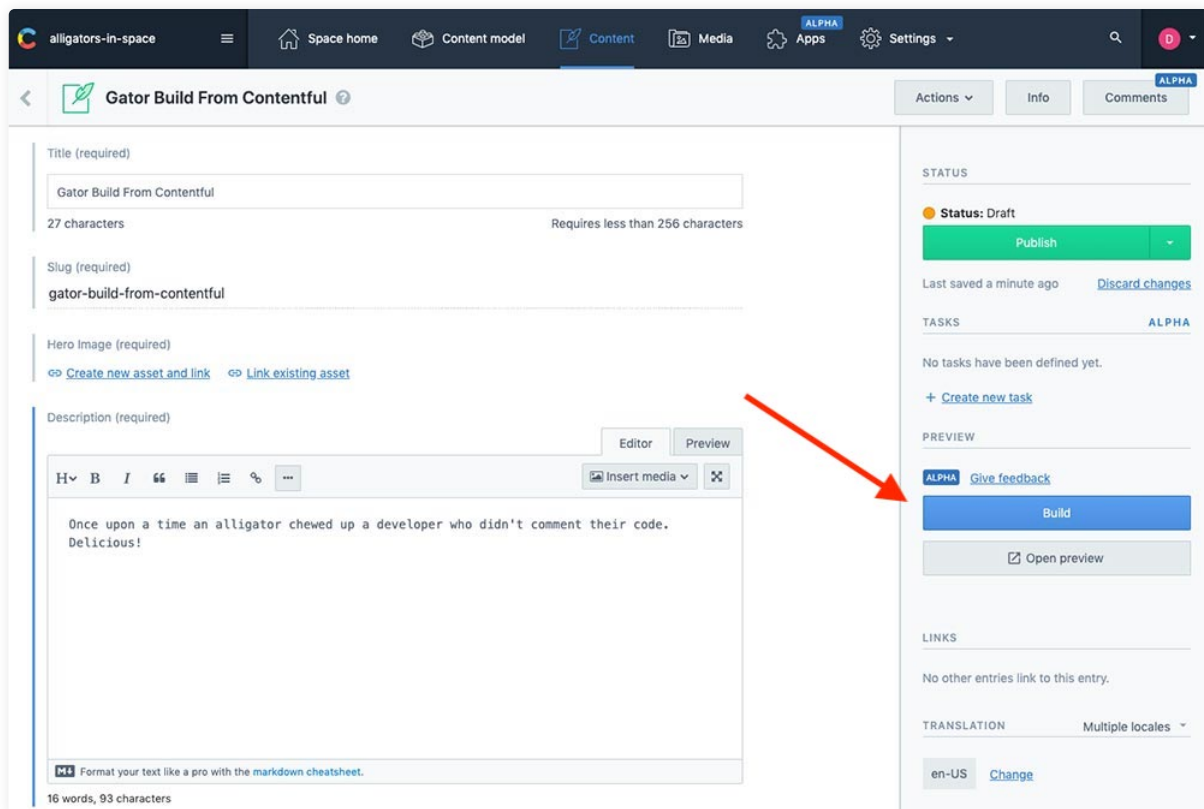 alligators-in-space
Space home
Content model
Content
Media
ALPHA
Apps
Settings
D
Gator Build From Contentful
Actions
Info
ALPHA
Comments
Title (required)
Gator Build From Contentful
27 characters
Requires less than 256 characters
Slug (required)
gator-build-from-contentful
Hero Image (required)
Create new asset and link
Link existing asset
Description (required)
Editor
Preview
H
B
I
Insert media
Once upon a time an alligator chewed up a developer who didn't comment their code.
Delicious!
Format your text like a pro with the markdown cheatsheet.
16 words, 93 characters
STATUS
Status: Draft
Publish
Last saved a minute ago
Discard changes
TASKS
ALPHA
No tasks have been defined yet.
+ Create new task
PREVIEW
ALPHA
Give feedback
Build
Open preview
LINKS
No other entries link to this entry.
TRANSLATION
Multiple locales
en-US
Change